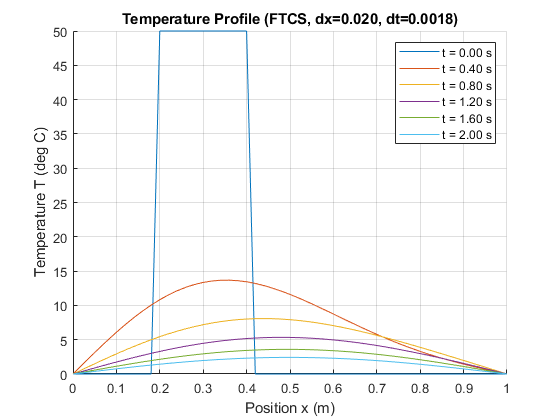 Temperature Profile (FTCS, dx=0.020, dt=0.0018)
50
45
40
35
30
25
20
15
10
5
0
Temperature T (deg C)
t = 0.00 s
t = 0.40 s
t = 0.80 s
t = 1.20 s
t = 1.60 s
t = 2.00 s
0 0.1 0.2 0.3 0.4 0.5 0.6 0.7 0.8 0.9 1
Position x (m)